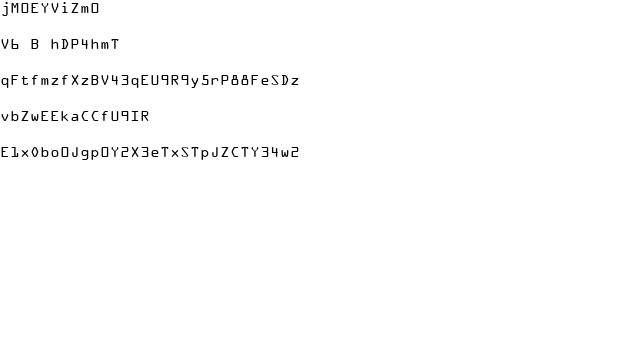 jMOEYViZmO
V6 B hDP4hmT
qFtfmzfXzBV43qEU9R9y5rP88FeSDz
vbZwEEkaCCfU9IR
E1x0boOJgpOY2X3eTxSTpJZCTY34w2